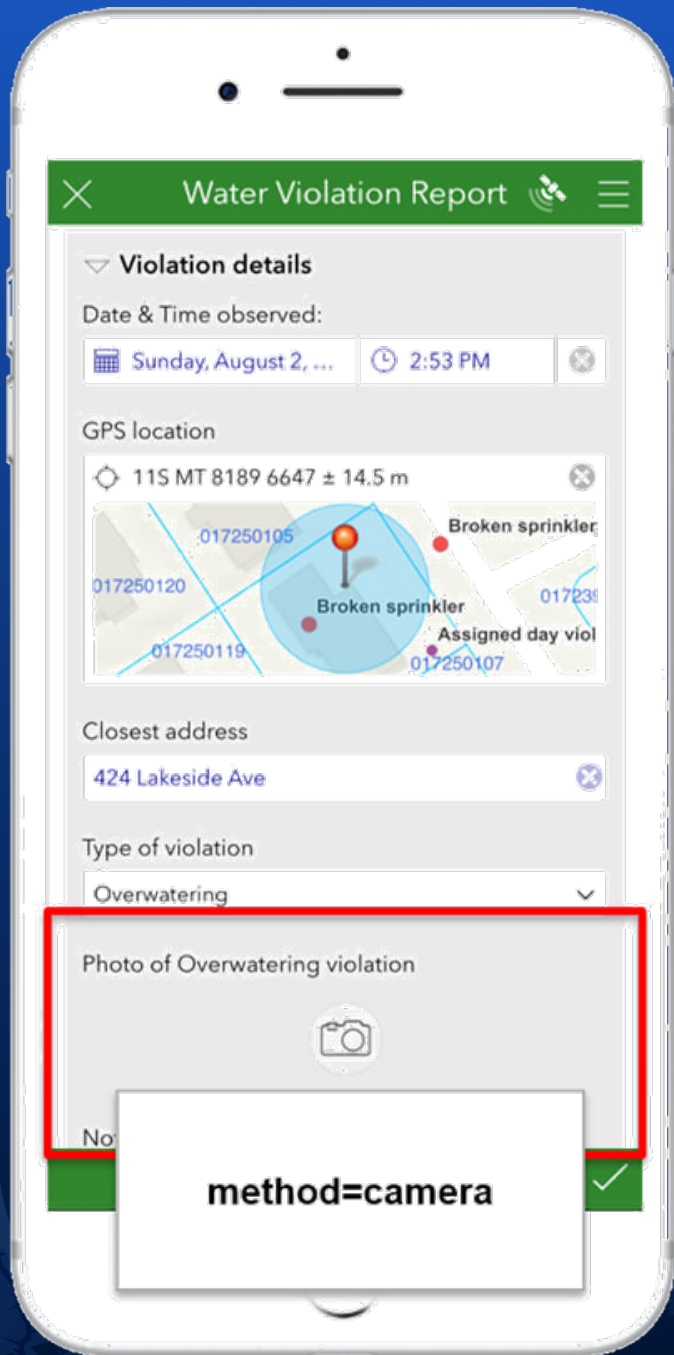 Water Violation Report
Violation details
Date & Time observed:
Sunday, August 2, ... 2:53 PM
GPS location
11S MT 8189 6647 ± 14.5 m
Broken sprinkler
017250105
017250120
Broken sprinkler
Assigned day viol
017250119
017250107
Closest address
424 Lakeside Ave
Type of violation
Overwatering
Photo of Overwatering violation
method=camera